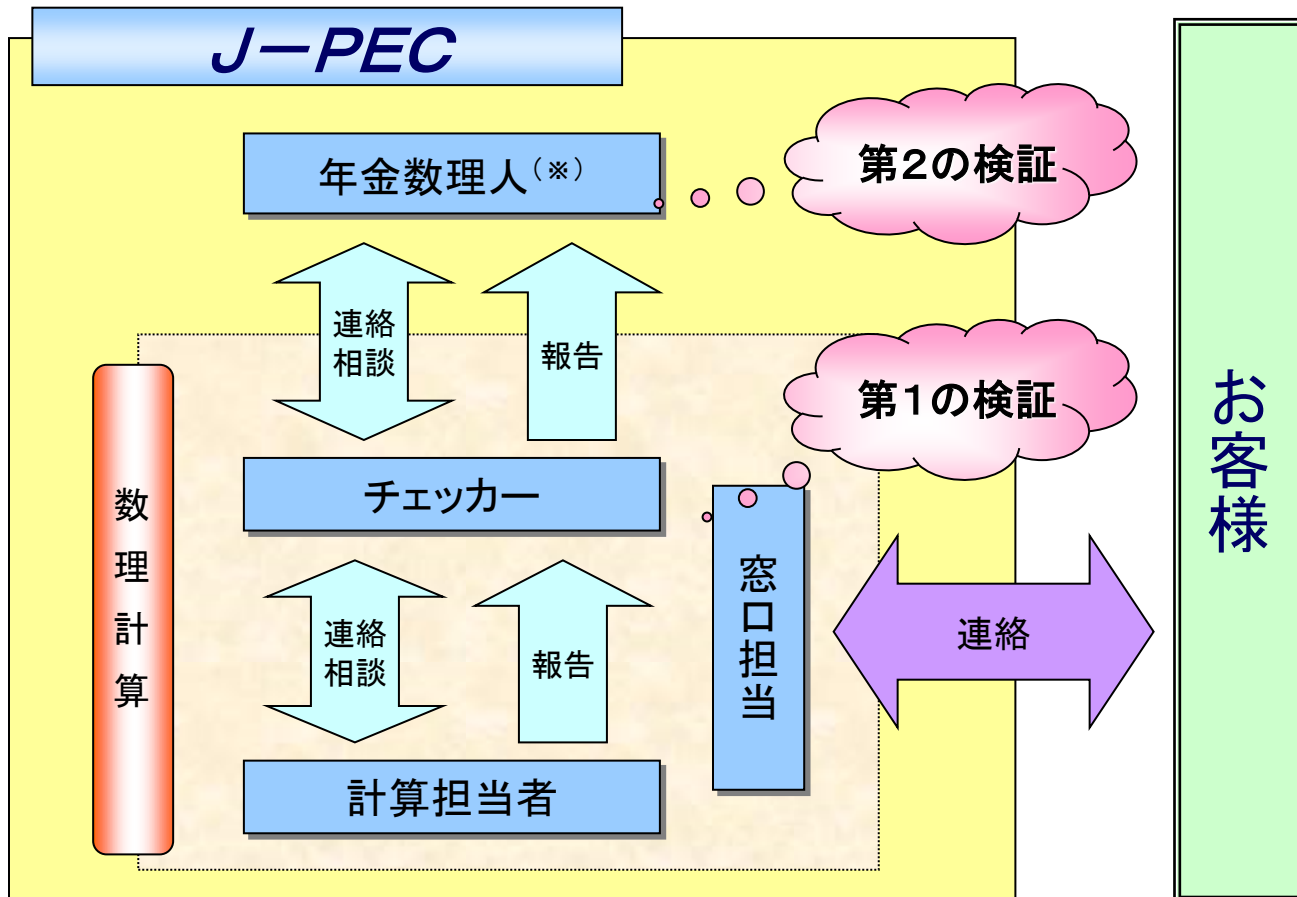 J－PEC
年金数理人(※)
第2の検証
連絡
相談
報告
第1の検証
チェッカー
数理計算
窓口担当
連絡
お客様
連絡
相談
報告
計算担当者